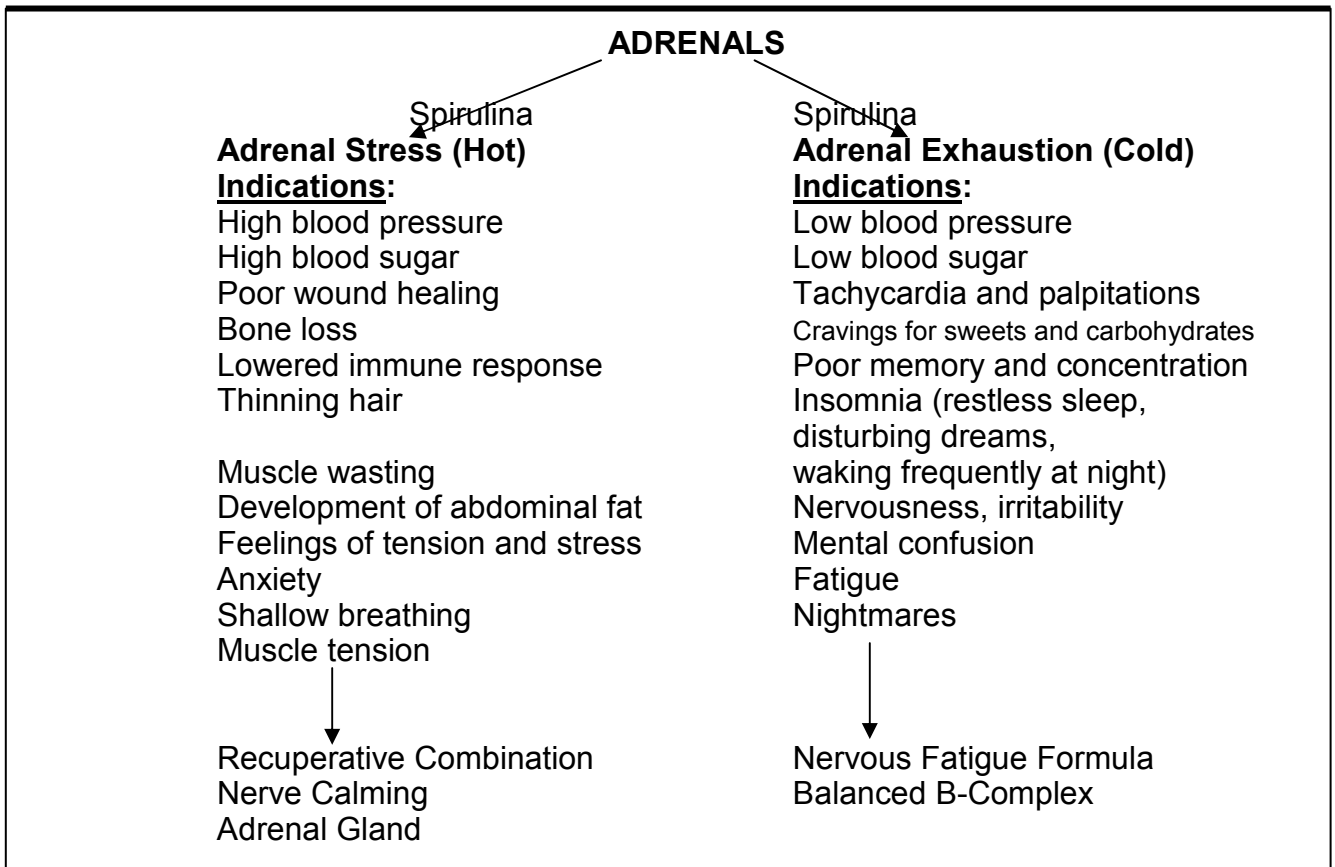 ADRENALS
Spirulina
Adrenal Stress (Hot)
Indications:
High blood pressure
High blood sugar
Poor wound healing
Bone loss
Lowered immune response
Thinning hair
Muscle wasting
Development of abdominal fat
Feelings of tension and stress
Anxiety
Shallow breathing
Muscle tension
Recuperative Combination
Nerve Calming
Adrenal Gland
Spirulina
Adrenal Exhaustion (Cold)
Indications:
Low blood pressure
Low blood sugar
Tachycardia and palpitations
Cravings for sweets and carbohydrates
Poor memory and concentration
Insomnia (restless sleep,
disturbing dreams,
waking frequently at night)
Nervousness, irritability
Mental confusion
Fatigue
Nightmares
Nervous Fatigue Formula
Balanced B-Complex